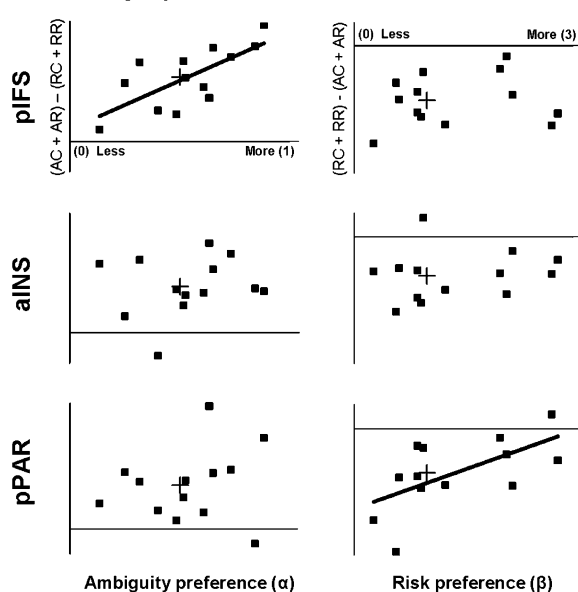 pIFS
(AC + AR) – (RC + RR)
(0) Less
More (1)
(RC + RR) - (AC + AR)
(0) Less
More (3)
aINS
pPAR
Ambiguity preference (α)
Risk preference (β)